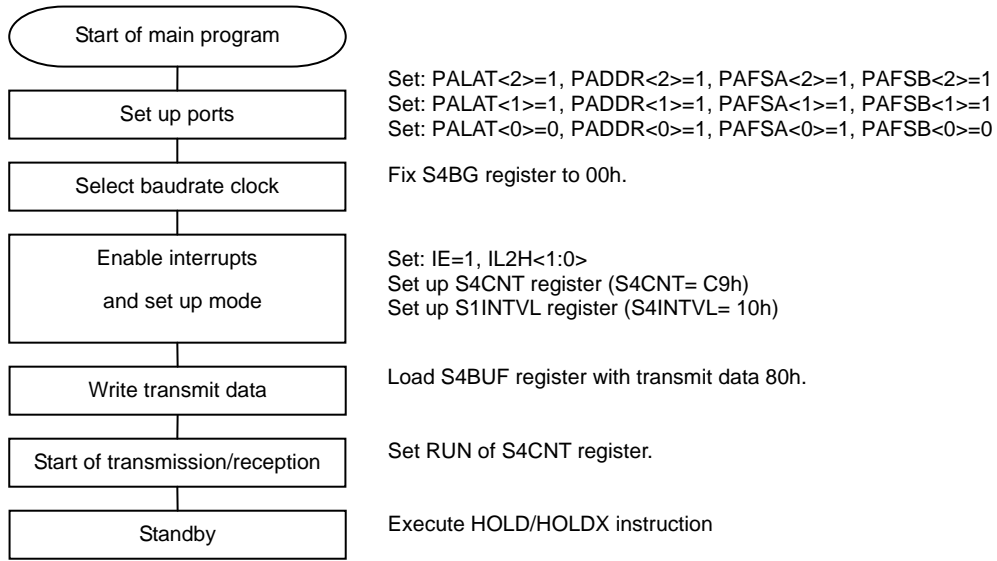 Start of main program
Set up ports
Set: PALAT<2>=1, PADDR<2>=1, PAFSA<2>=1, PAFSB<2>=1
Set: PALAT<1>=1, PADDR<1>=1, PAFSA<1>=1, PAFSB<1>=1
Set: PALAT<0>=0, PADDR<0>=1, PAFSA<0>=1, PAFSB<0>=0
Select baudrate clock
Fix S4BG register to 00h.
Enable interrupts
and set up mode
Set: IE=1, IL2H<1:0>
Set up S4CNT register (S4CNT= C9h)
Set up S1INTVL register (S4INTVL= 10h)
Write transmit data
Load S4BUF register with transmit data 80h.
Start of transmission/reception
Set RUN of S4CNT register.
Standby
Execute HOLD/HOLDX instruction